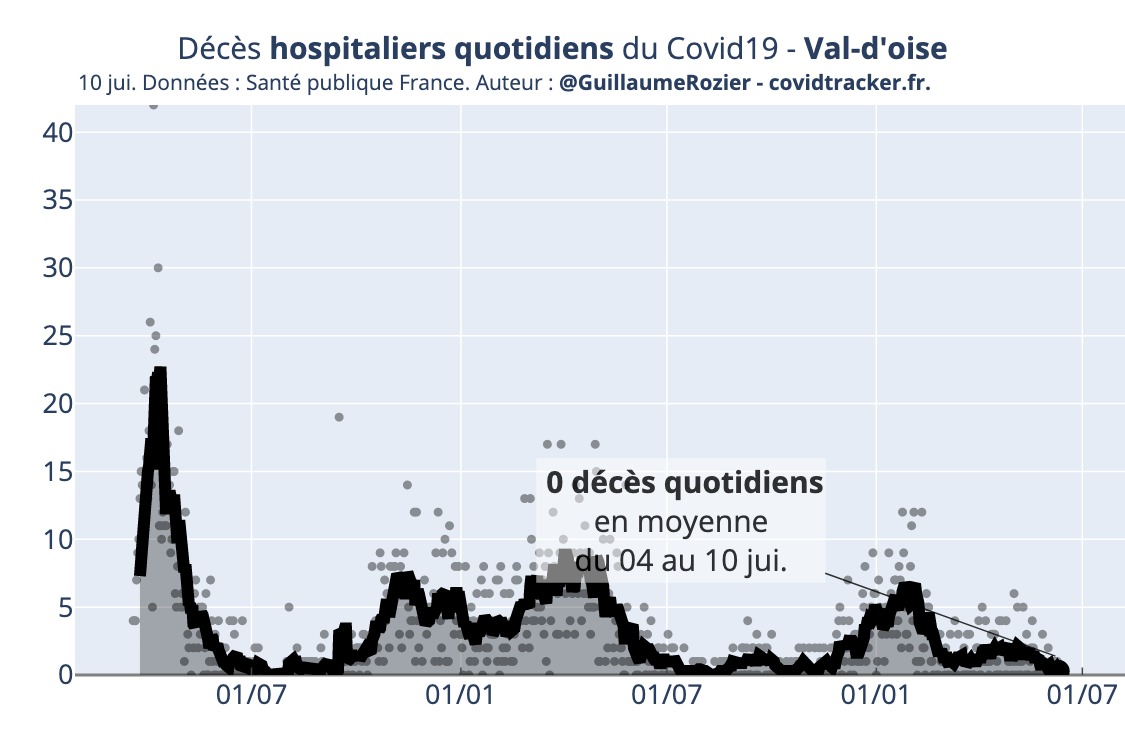 Décès hospitaliers quotidiens du Covid19 - Val-d'oise
10 jui. Données : Santé publique France. Auteur : @GuillaumeRozier - covidtracker.fr.
40
35
30
25
20
15
10
5
0
0 décès quotidiens
en moyenne
du 04 au 10 jui.
01/07 01/01 01/07 01/01 01/07